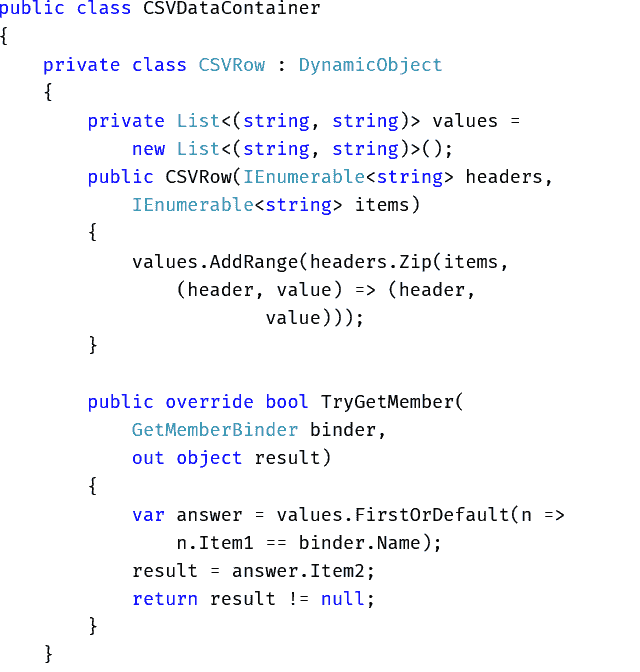 public class CSVDataContainer
{
    private class CSVRow : DynamicObject
    {
        private List<(string, string)> values =
            new List<(string, string)>();
        public CSVRow(IEnumerable<string> headers,
            IEnumerable<string> items)
        {
            values.AddRange(headers.Zip(items,
                (header, value) => (header,
                        value)));
        }

        public override bool TryGetMember(
            GetMemberBinder binder,
            out object result)
        {
            var answer = values.FirstOrDefault(n =>
                n.Item1 == binder.Name);
            result = answer.Item2;
            return result != null;
        }
    }